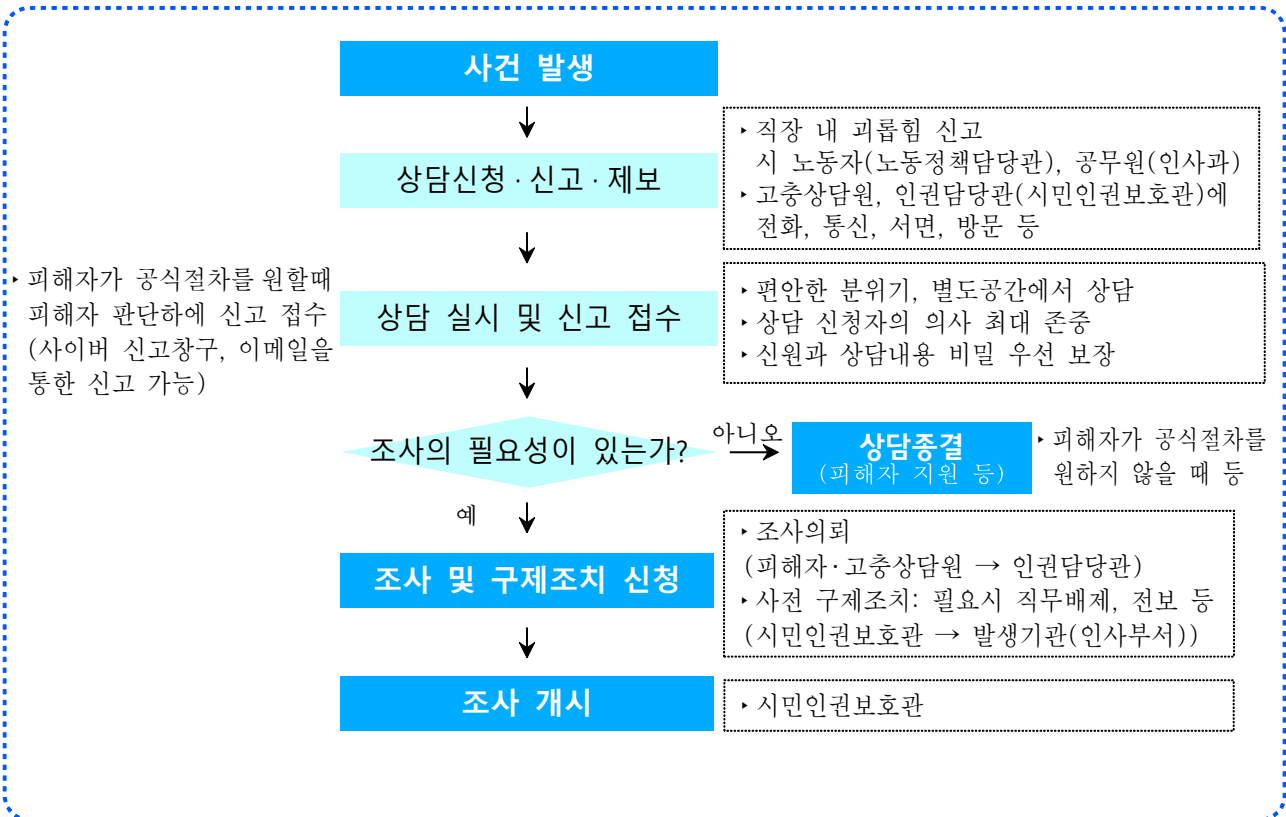 사건 발생
상담신청·신고·제보
‣직장 내 괴롭힘 신고
시 노동자(노동정책담당관), 공무원(인사과)
‣고충상담원, 인권담당관(시민인권보호관)에
전화, 통신, 서면, 방문 등
‣피해자가 공식절차를 원할때
피해자 판단하에 신고 접수
(사이버 신고창구, 이메일을
통한 신고 가능)
상담 실시 및 신고 접수
‣편안한 분위기, 별도공간에서 상담
‣상담 신청자의 의사 최대 존중
‣신원과 상담내용 비밀 우선 보장
조사의 필요성이 있는가?
아니오
상담종결
(피해자 지원 등)
‣피해자가 공식절차를
원하지 않을 때 등
예
조사 및 구제조치 신청
‣조사의뢰
(피해자·고충상담원 → 인권담당관)
‣사전 구제조치: 필요시 직무배제, 전보 등
(시민인권보호관 → 발생기관(인사부서))
조사 개시
‣시민인권보호관